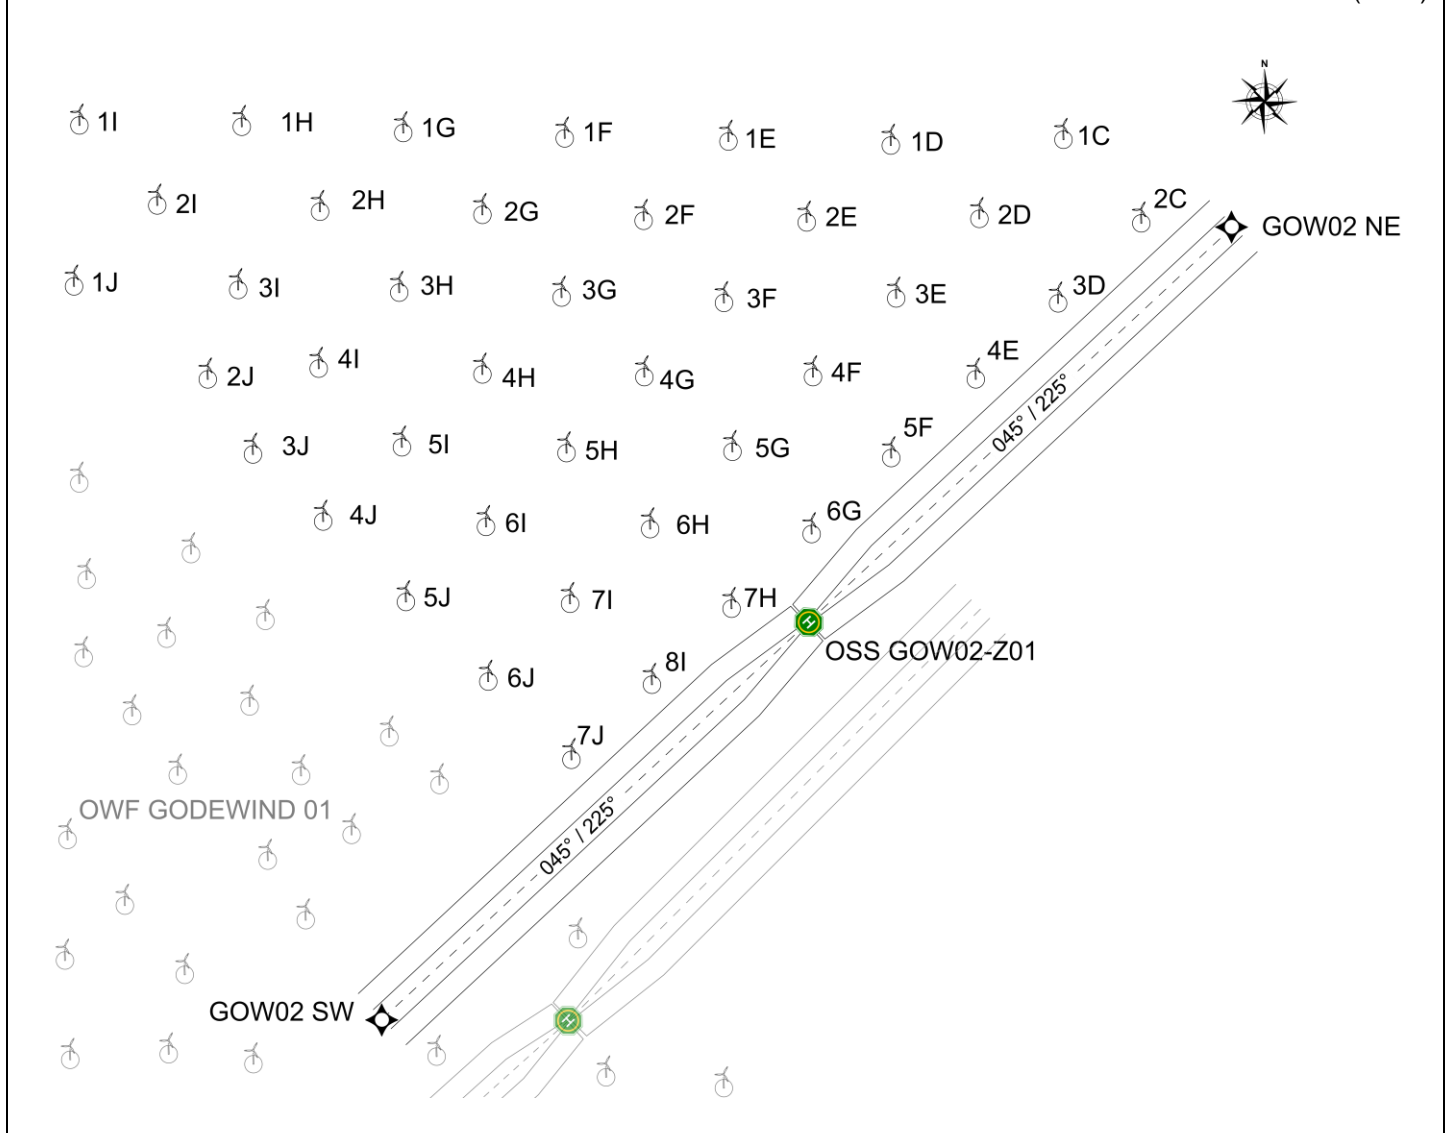 N
1I 1H 1G 1F 1E 1D 1C
2I 2H 2G 2F 2E 2D 2C
GOW02 NE
1J 3I 3H 3G 3F 3E 3D
2J 4I 4H 4G 4F 4E
045° / 225°
3J 5I 5H 5G 5F
4J 6I 6H 6G
5J 7I 7H
OSS GOW02-Z01
6J 8I
7J
OWF GODEWIND 01
045° / 225°
GOW02 SW
H
H